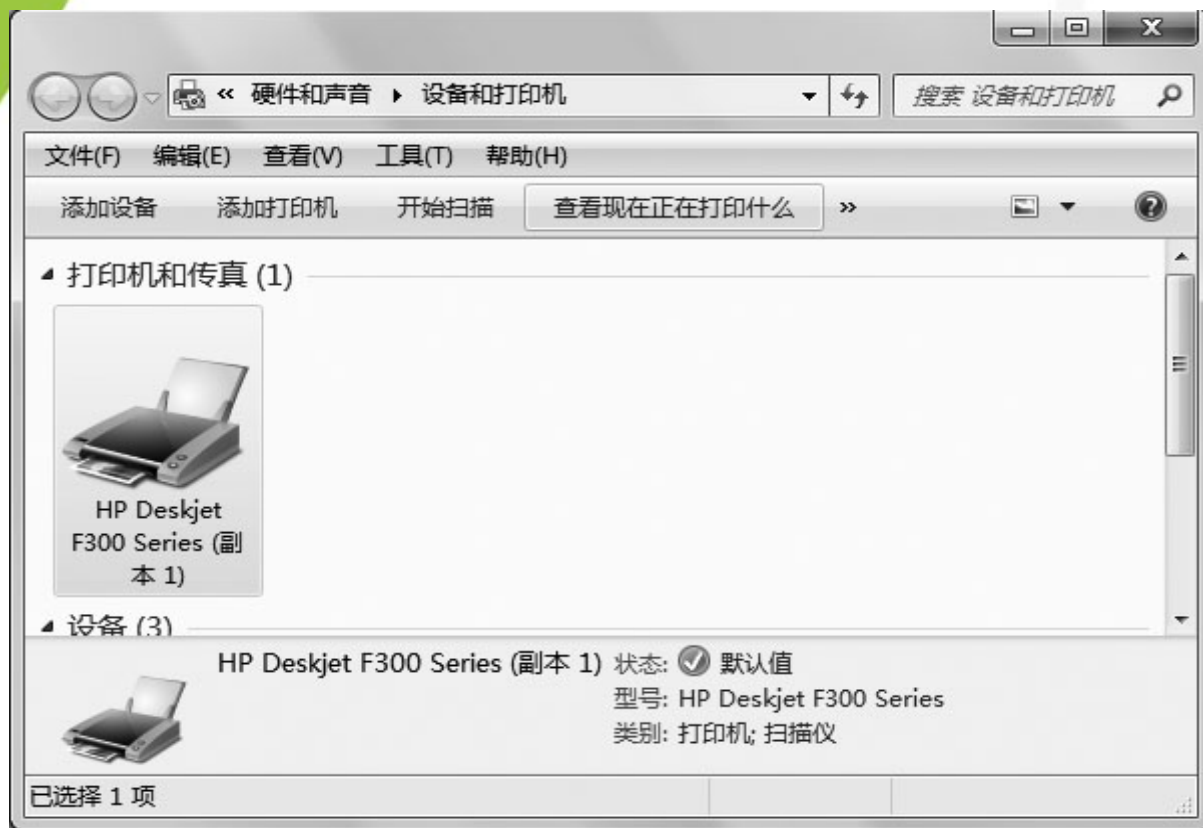 « 硬件和声音 ▸ 设备和打印机
搜索 设备和打印机
文件(F) 编辑(E) 查看(V) 工具(T) 帮助(H)
添加设备 添加打印机 开始扫描 查看现在正在打印什么 »
打印机和传真 (1)
HP Deskjet
F300 Series (副
本 1)
设备 (3)
HP Deskjet F300 Series (副本 1) 状态: 默认值
型号: HP Deskjet F300 Series
类别: 打印机; 扫描仪
已选择 1 项